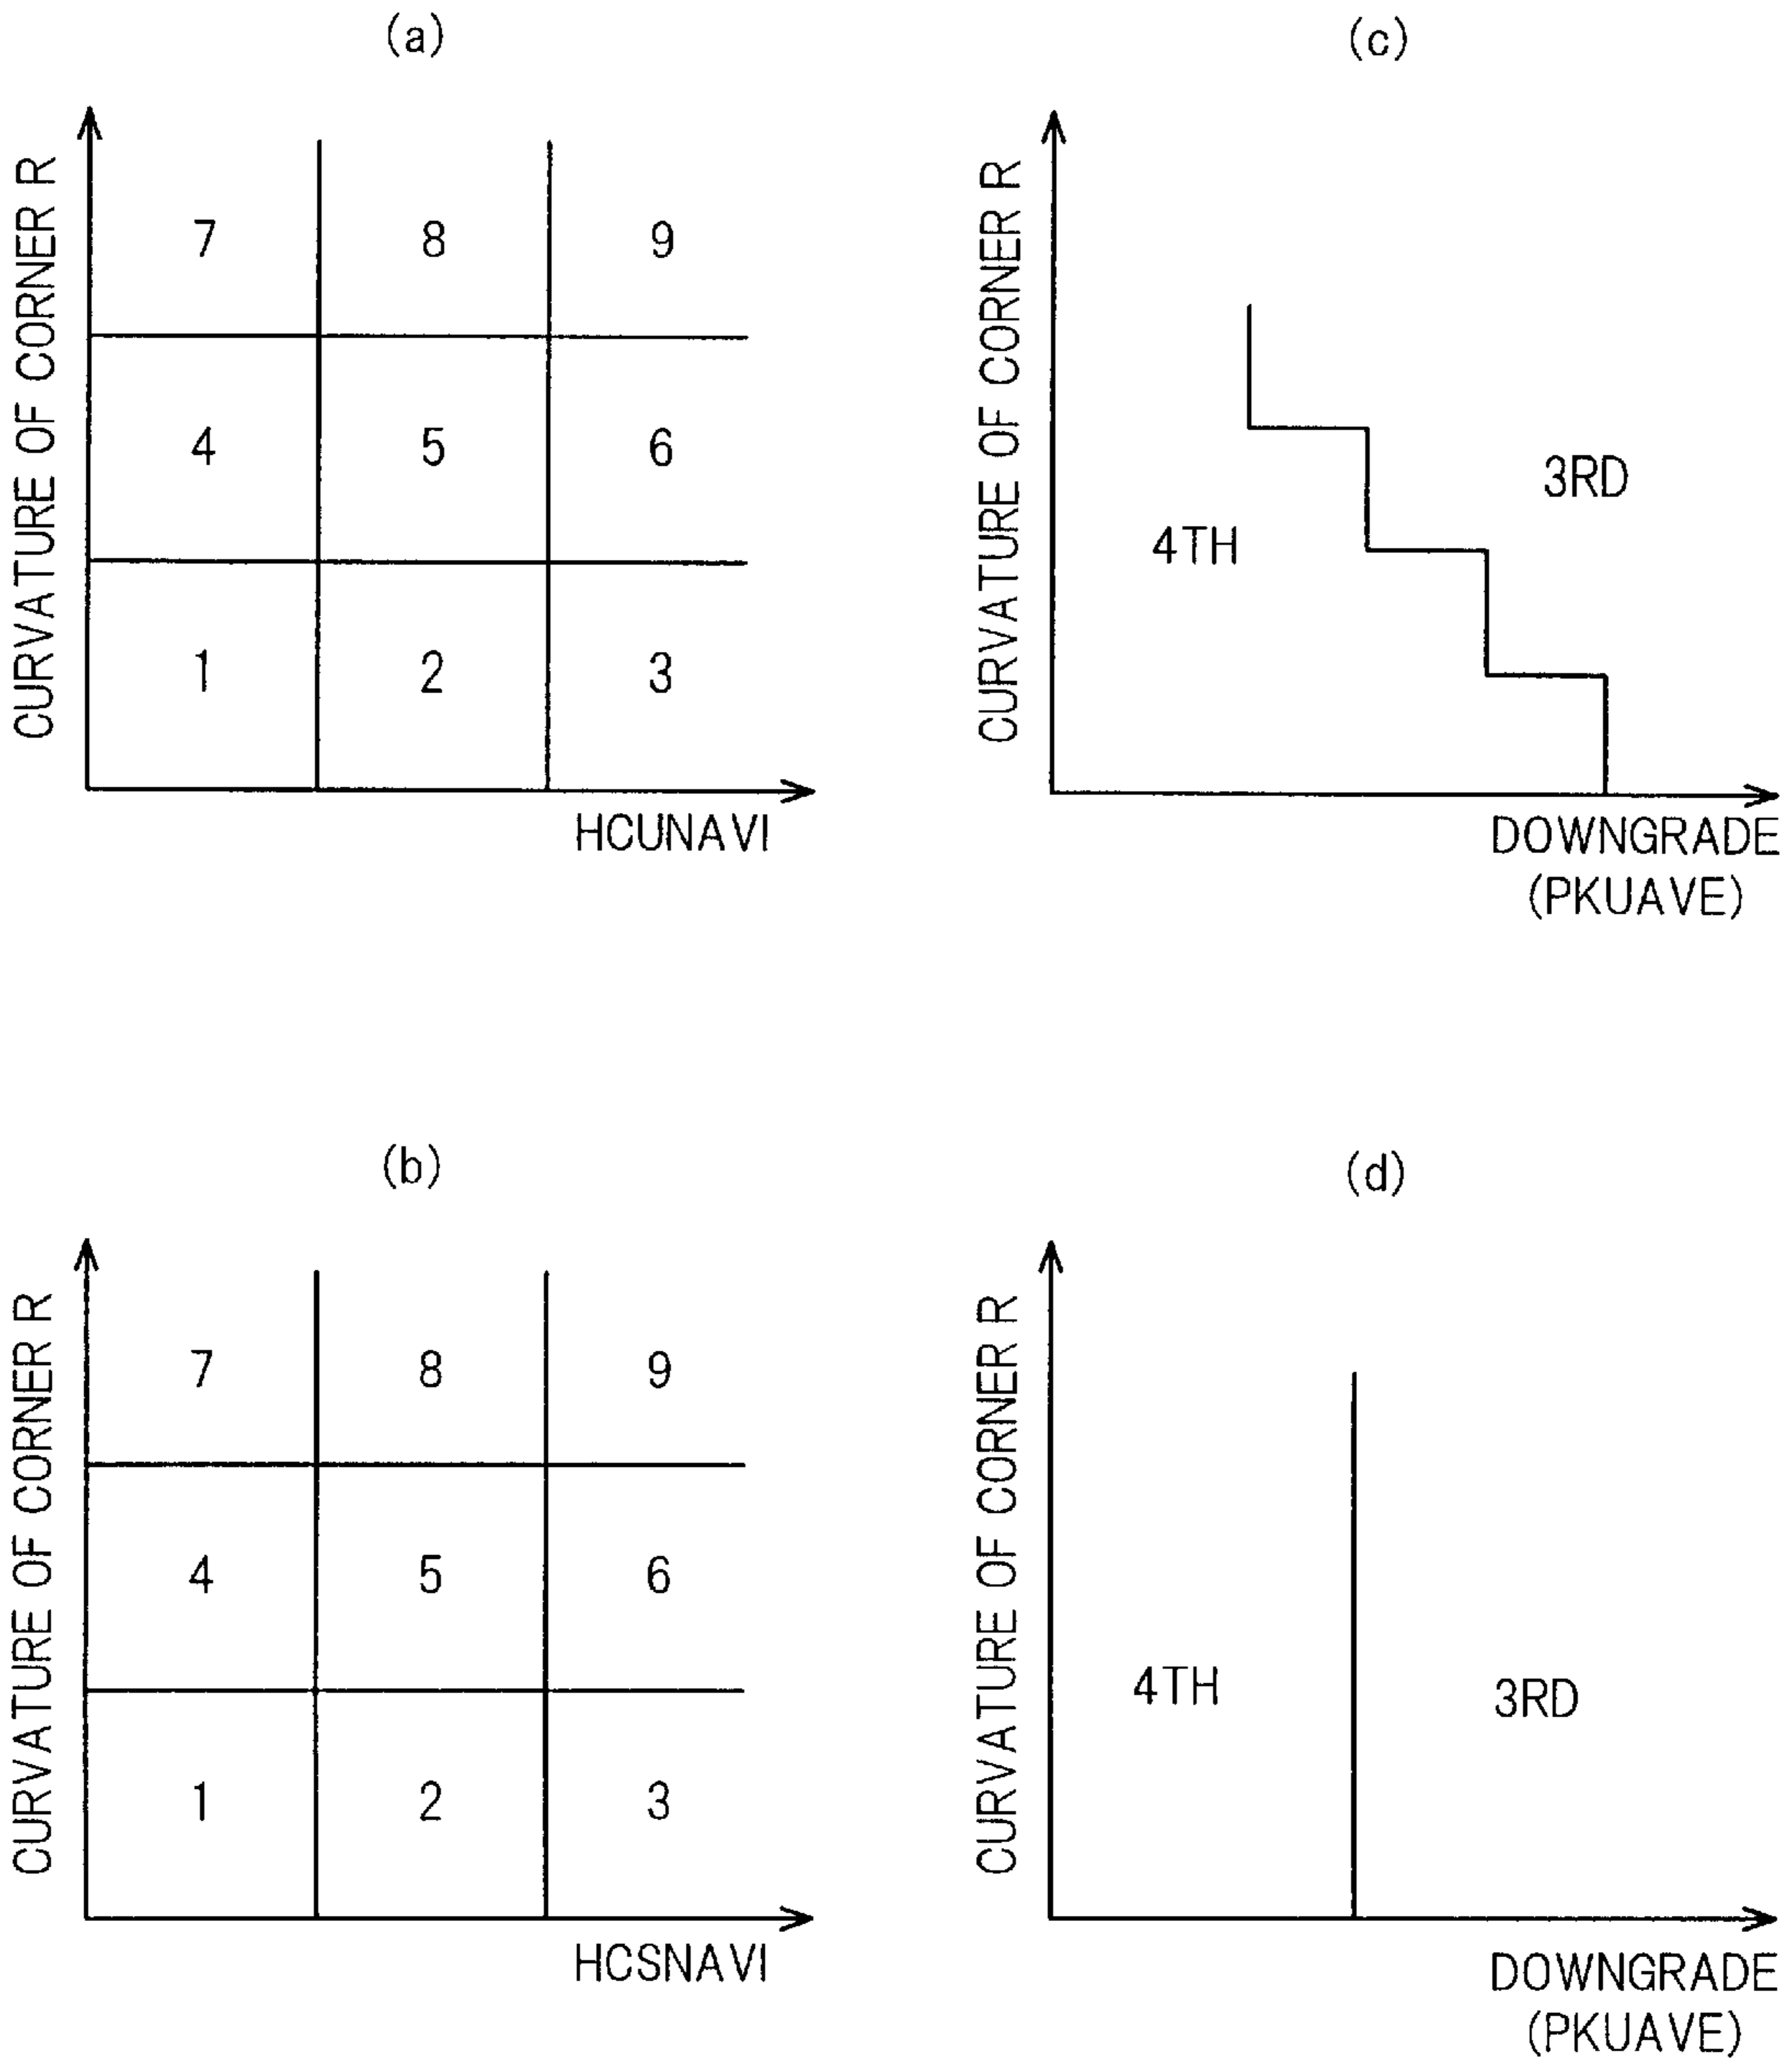 (a)
CURVATURE OF CORNER R
7 8 9
4 5 6
1 2 3
HCUNAVI
(c)
CURVATURE OF CORNER R
3RD
4TH
DOWNGRADE
(PKUAVE)
(b)
CURVATURE OF CORNER R
7 8 9
4 5 6
1 2 3
HCSNAVI
(d)
CURVATURE OF CORNER R
4TH
3RD
DOWNGRADE
(PKUAVE)